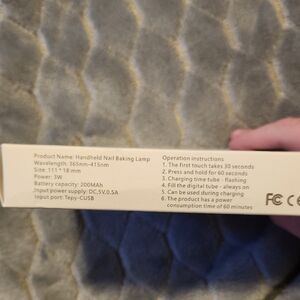 Product Name: Handheld Nail Baking Lamp
Wavelength: 365nm-415nm
Size: 111*18mm
Power: 3W
Battery capacity: 200MAh
Input power supply: DC,5V,0.5A
Input port: Tepy-CUSB
Operation instructions
1. The first touch takes 30 seconds
2. Press and hold for 60 seconds
3. Charging time tube - flashing
4. Fill the digital tube - always on
5. Can be used during charging
6. The product has a power
consumption time of 60 minutes
FC CE